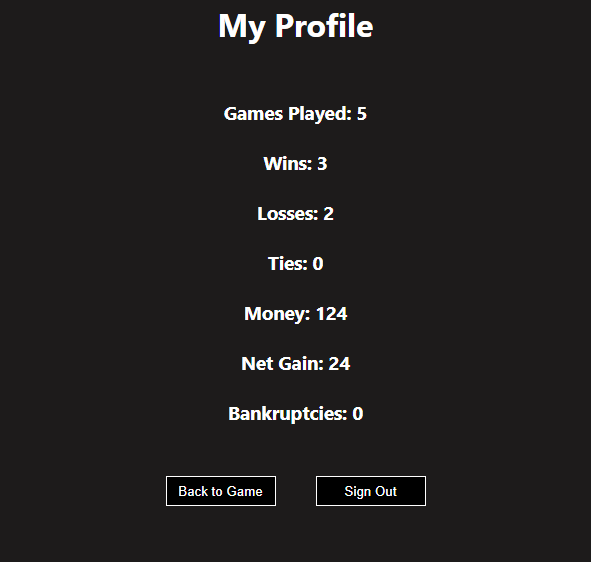 My Profile
Games Played: 5
Wins: 3
Losses: 2
Ties: 0
Money: 124
Net Gain: 24
Bankruptcies: 0
Back to Game
Sign Out